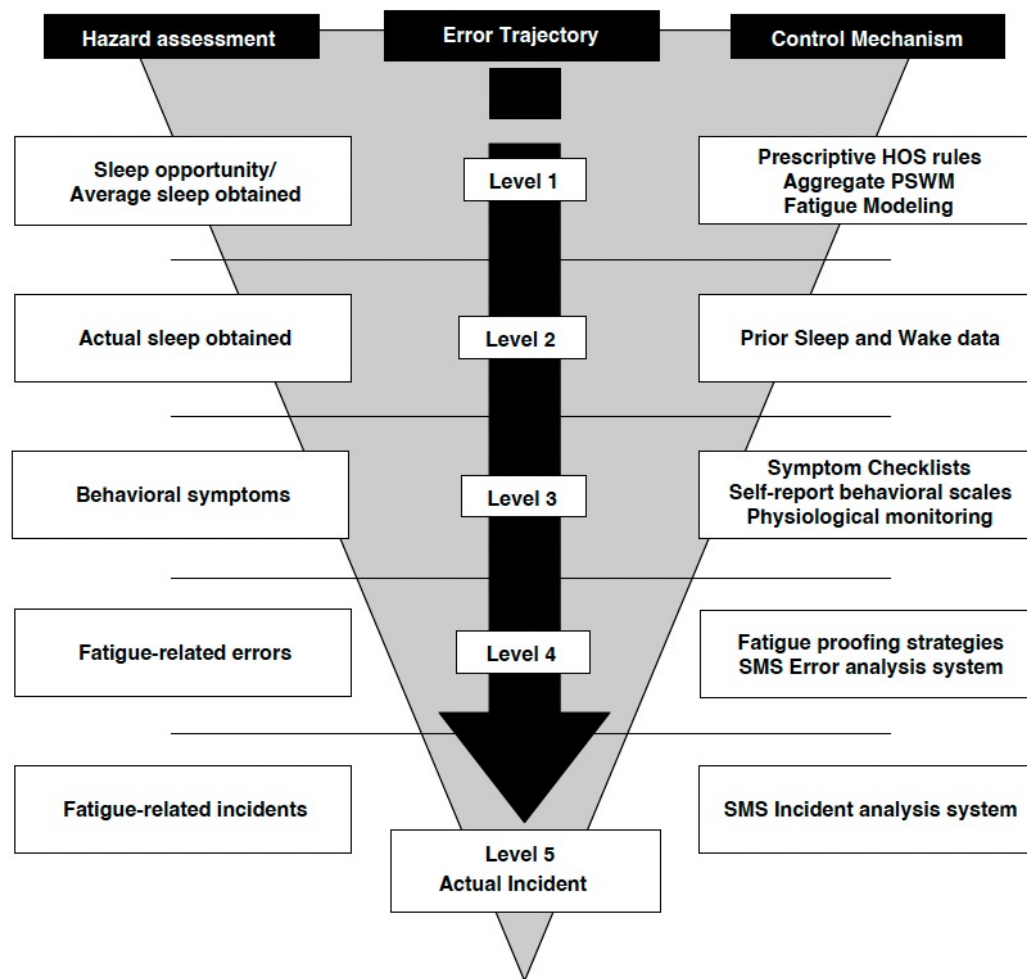 Hazard assessment
Error Trajectory
Control Mechanism
Sleep opportunity/
Average sleep obtained
Level 1
Prescriptive HOS rules
Aggregate PSWM
Fatigue Modeling
Actual sleep obtained
Level 2
Prior Sleep and Wake data
Behavioral symptoms
Level 3
Symptom Checklists
Self-report behavioral scales
Physiological monitoring
Fatigue-related errors
Level 4
Fatigue proofing strategies
SMS Error analysis system
Fatigue-related incidents
Level 5
Actual Incident
SMS Incident analysis system